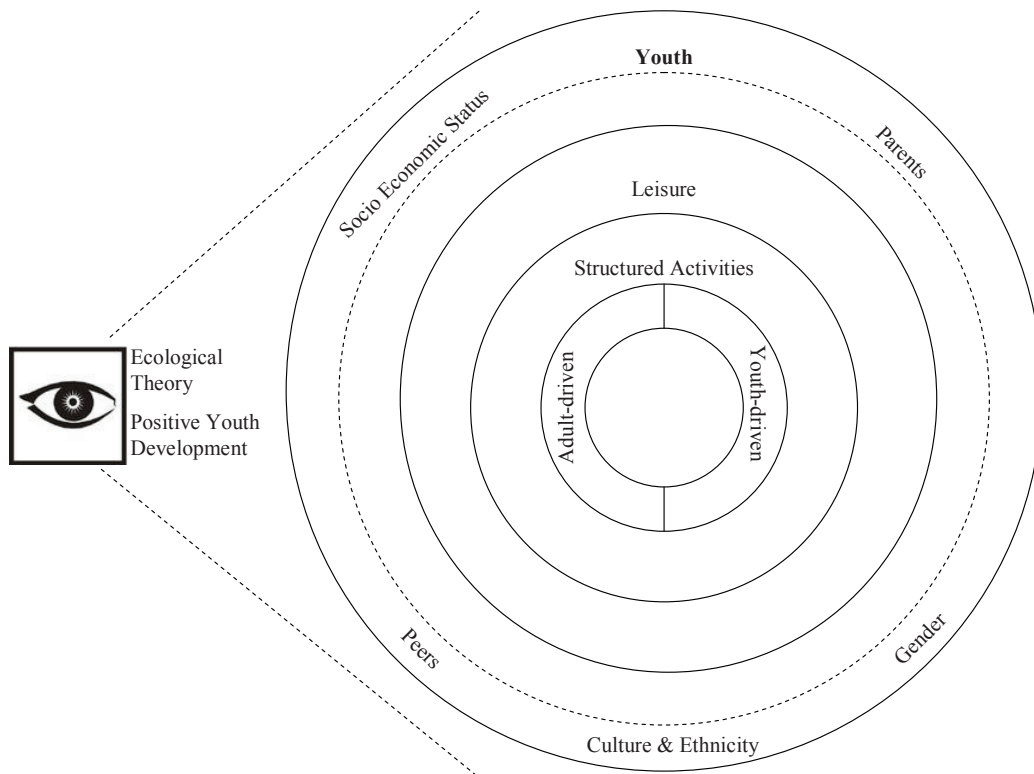 Youth
Socio Economic Status
Parents
Leisure
Structured Activities
Ecological
Theory
Positive Youth
Development
Adult-driven
Youth-driven
Peers
Gender
Culture & Ethnicity